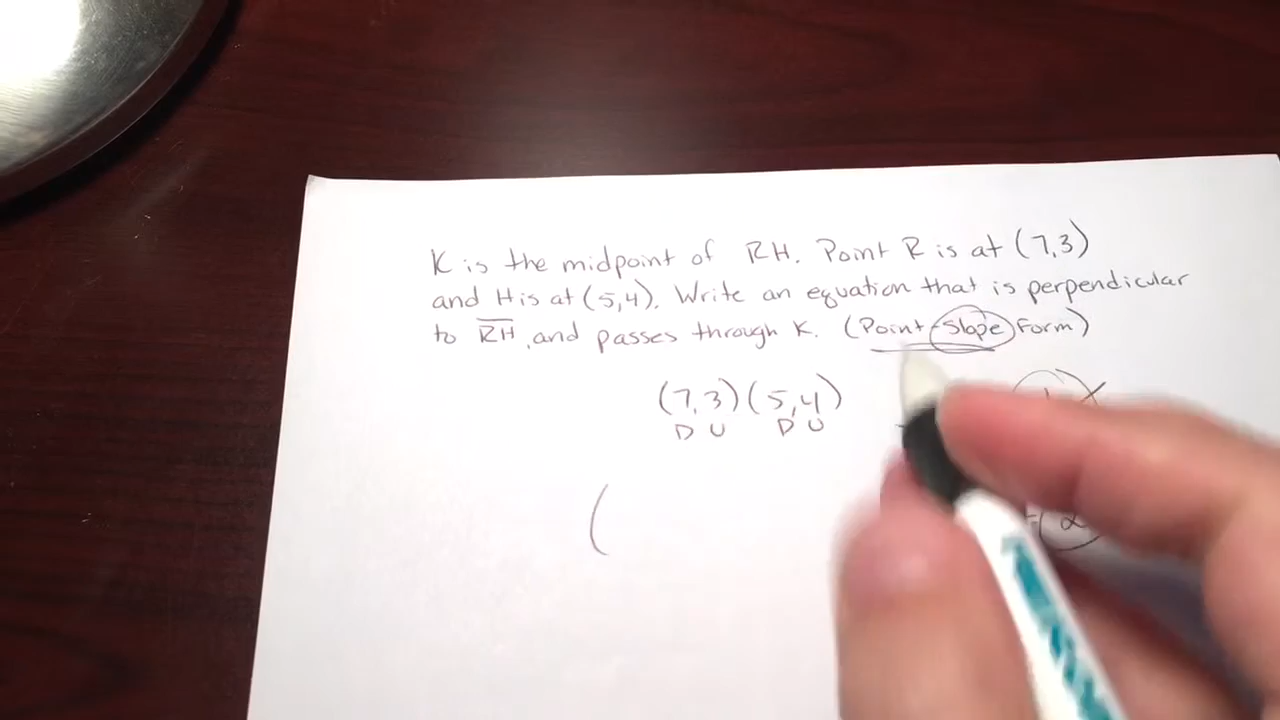 K is the midpoint of RH. Point R is at (7,3)
and H is at (5,4). Write an equation that is perpendicular
to RH, and passes through K. (Point-Slope Form)
(7,3)(5,4)
D U D U
(